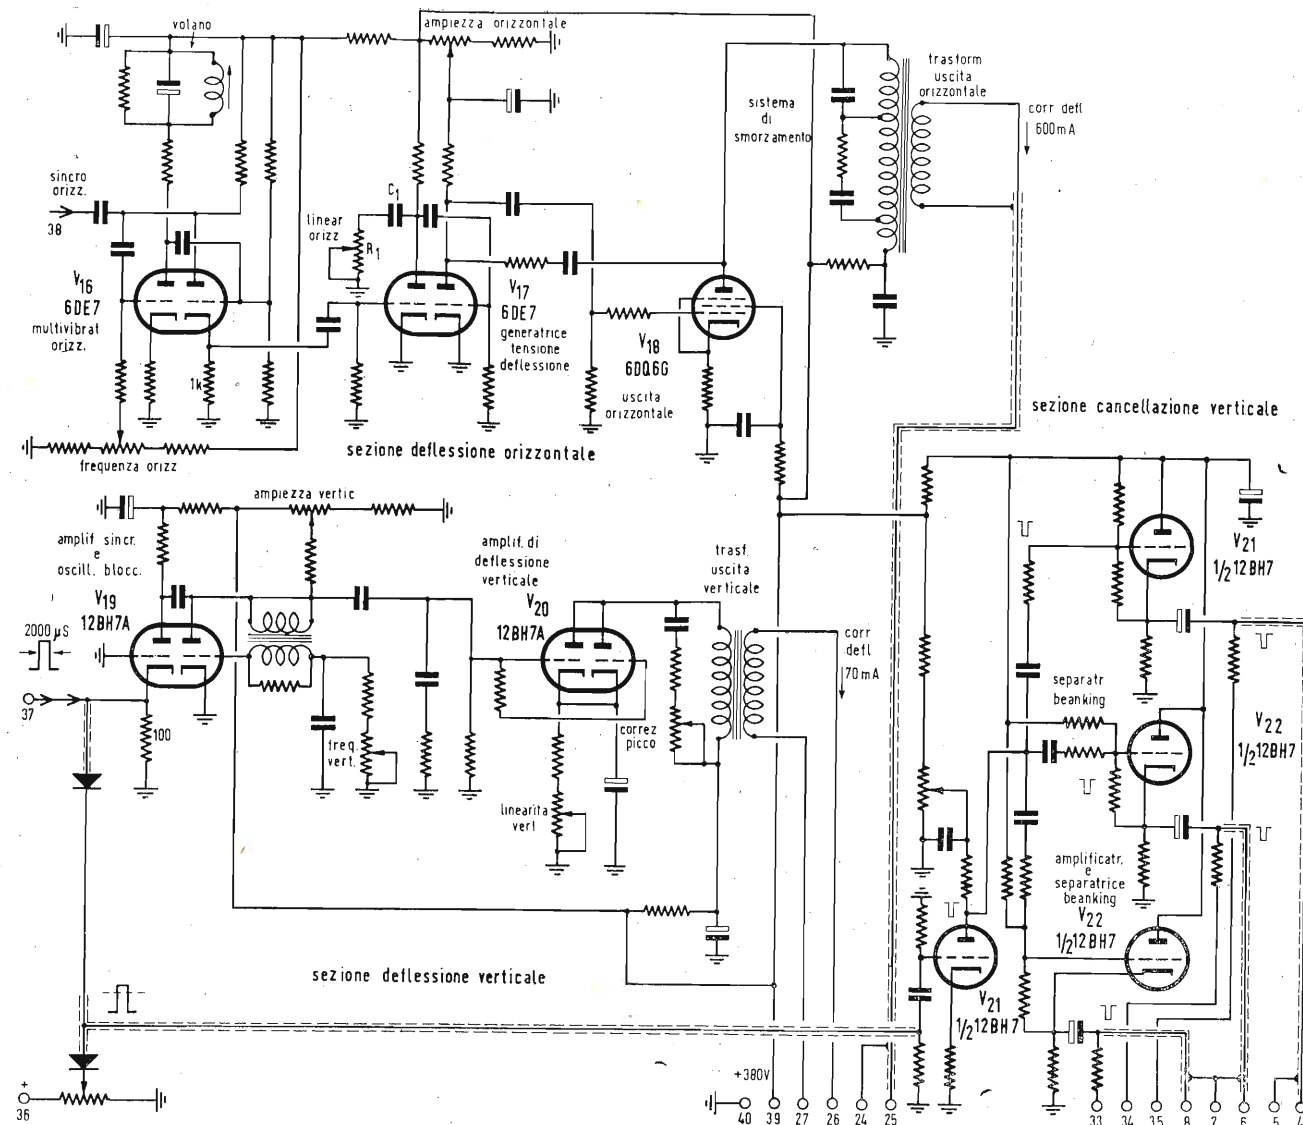 volano
ampiezza orizzontale
trasform
uscita
orizzontale
corr defl
600mA
sistema
di
smorzamento
sincro
orizz.
38
C1
linear
orizz
R1
V16
6DE7
multivibrat
orizz.
V17
6DE7
generatrice
tensione
deflessione
V18
6DQ6G
uscita
orizzontale
1k
sezione cancellazione verticale
sezione deflessione orizzontale
frequenza orizz
ampiezza vertic
amplif sincr.
e
oscill. blocc.
V19
12BH7A
2000 µS
37
100
freq.
vert.
amplif. di
deflessione
verticale
V20
12BH7A
correz
picco
linearita
vert
trasf.
uscita
verticale
corr
defl
70mA
V21
1/2 12BH7
separatr
beanking
V22
1/2 12BH7
amplificatr.
e
separatrice
beanking
V22
1/2 12BH7
V21
1/2 12BH7
sezione deflessione verticale
+
36
+380V
40 39 27 26 24 25 33 34 35 8 7 6 5 4